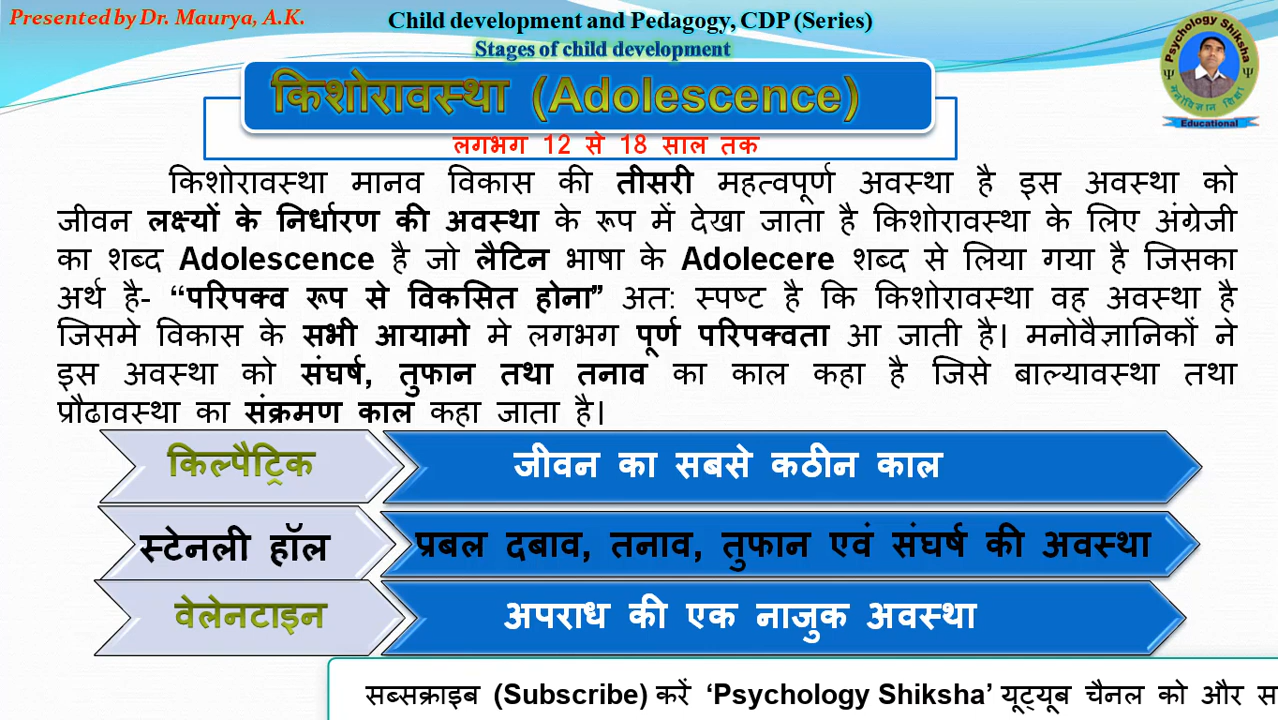 Presented by Dr. Maurya, A.K.
Child development and Pedagogy, CDP (Series)
Stages of child development
Psychology Shiksha
Ψ Ψ
मनोविज्ञान शिक्षा
Educational
किशोरावस्था (Adolescence)
लगभग 12 से 18 साल तक
किशोरावस्था मानव विकास की तीसरी महत्वपूर्ण अवस्था है इस अवस्था को
जीवन लक्ष्यों के निर्धारण की अवस्था के रूप में देखा जाता है किशोरावस्था के लिए अंग्रेजी
का शब्द Adolescence है जो लैटिन भाषा के Adolecere शब्द से लिया गया है जिसका
अर्थ है- “परिपक्व रूप से विकसित होना” अत: स्पष्ट है कि किशोरावस्था वह अवस्था है
जिसमे विकास के सभी आयामो मे लगभग पूर्ण परिपक्वता आ जाती है। मनोवैज्ञानिकों ने
इस अवस्था को संघर्ष, तुफान तथा तनाव का काल कहा है जिसे बाल्यावस्था तथा
प्रौढावस्था का संक्रमण काल कहा जाता है।
किल्पैट्रिक जीवन का सबसे कठीन काल
स्टेनली हॉल प्रबल दबाव, तनाव, तुफान एवं संघर्ष की अवस्था
वेलेनटाइन अपराध की एक नाजुक अवस्था
सब्सक्राइब (Subscribe) करें ‘Psychology Shiksha’ यूट्यूब चैनल को और स